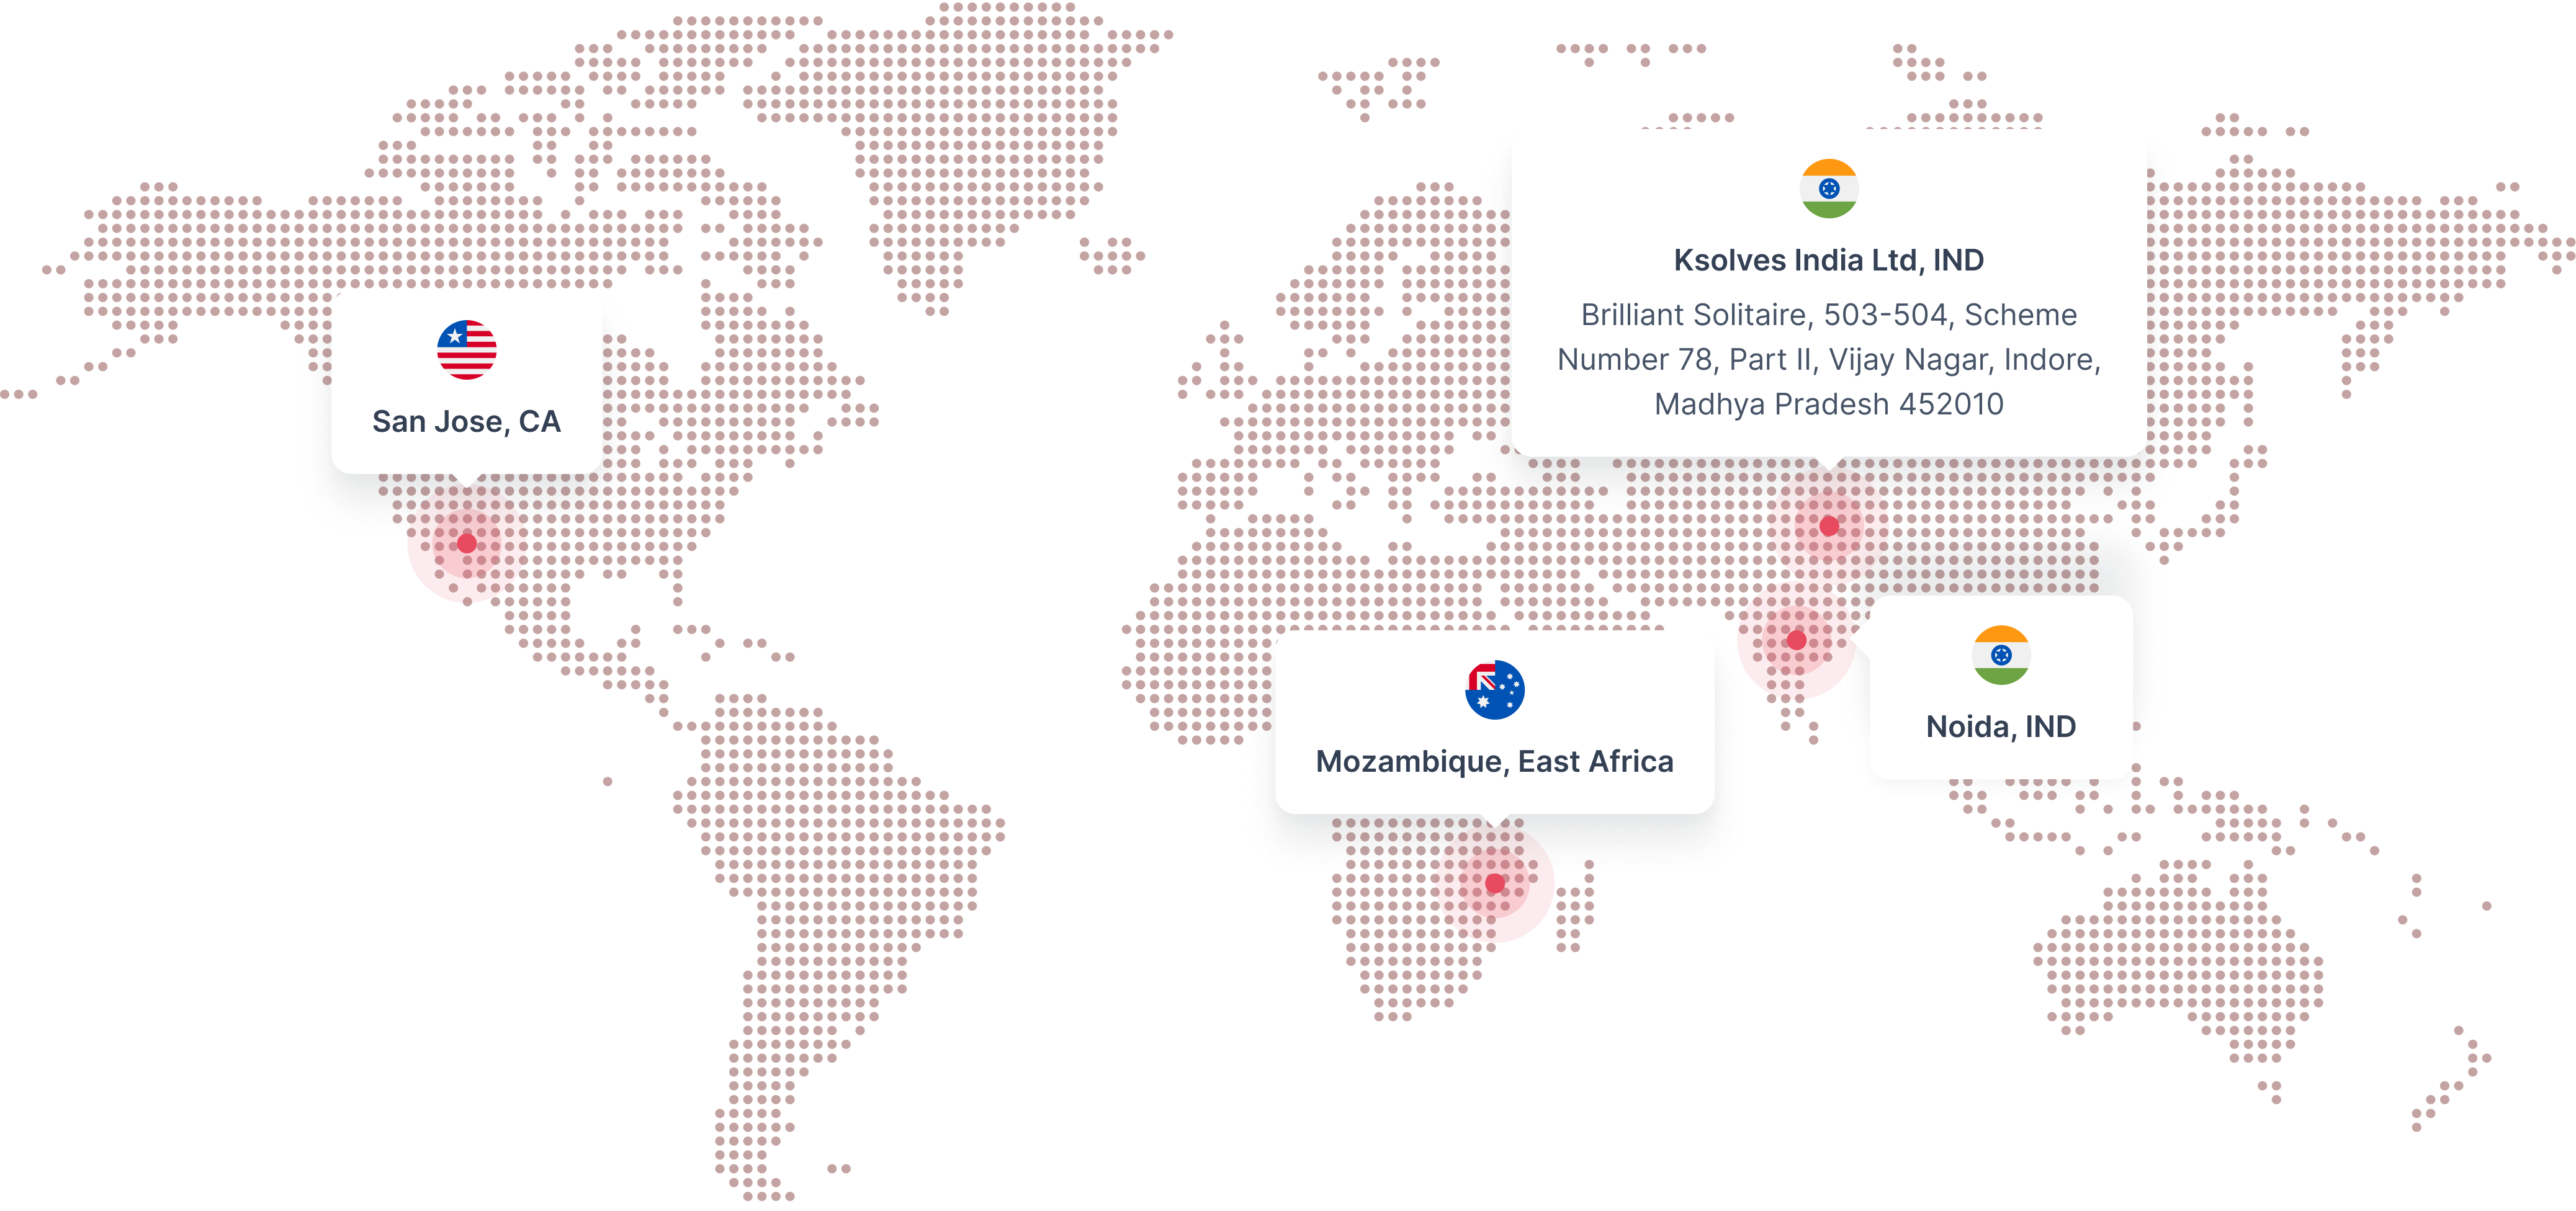 San Jose, CA
Ksolves India Ltd, IND
Brilliant Solitaire, 503-504, Scheme
Number 78, Part II, Vijay Nagar, Indore,
Madhya Pradesh 452010
Mozambique, East Africa
Noida, IND